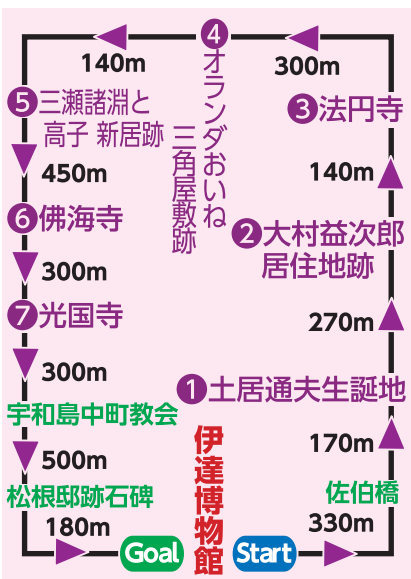 ④
オランダおいね
三角屋敷跡
140m
300m
⑤三瀬諸淵と
高子 新居跡
③法円寺
450m
140m
⑥佛海寺
②大村益次郎
居住地跡
300m
270m
⑦光国寺
①土居通夫生誕地
300m
宇和島中町教会
170m
500m
佐伯橋
松根邸跡石碑
330m
180m
伊達博物館
Goal
Start